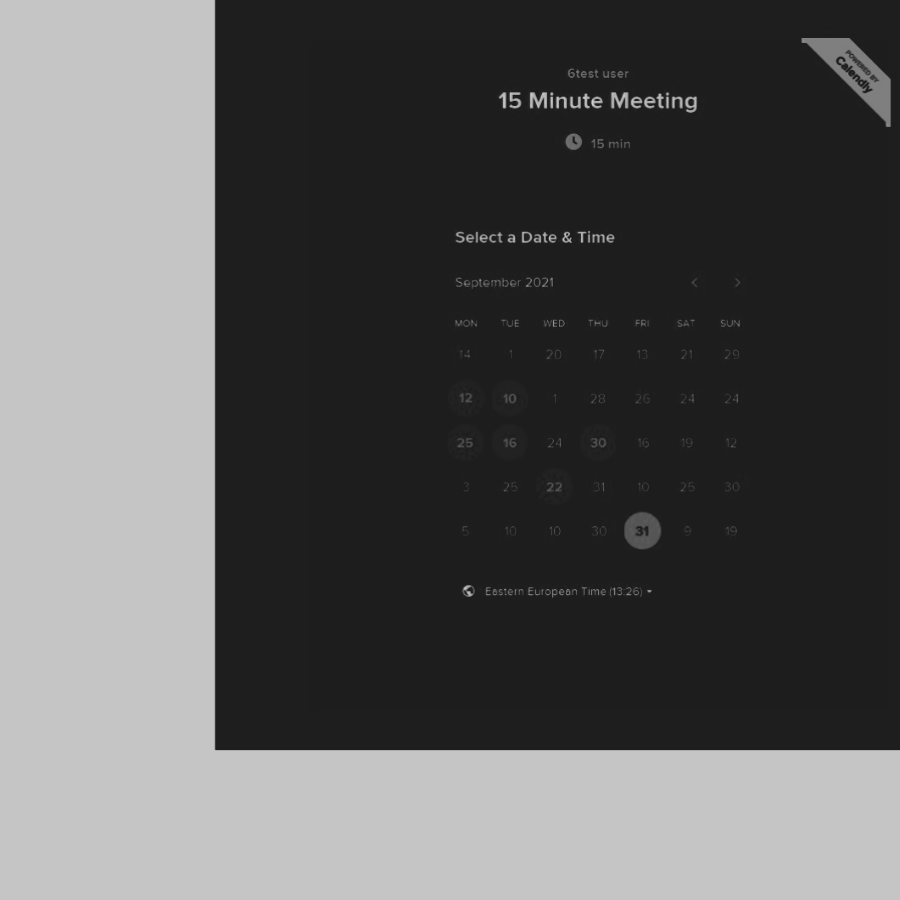 POWERED BY
Calendly
6test user
15 Minute Meeting
15 min
Select a Date & Time
September 2021
MON TUE WED THU FRI SAT SUN
14 1 20 17 13 21 29
12 10 1 28 26 24 24
25 16 24 30 16 19 12
3 25 22 31 10 25 30
5 10 10 30 31 9 19
Eastern European Time (13:26)